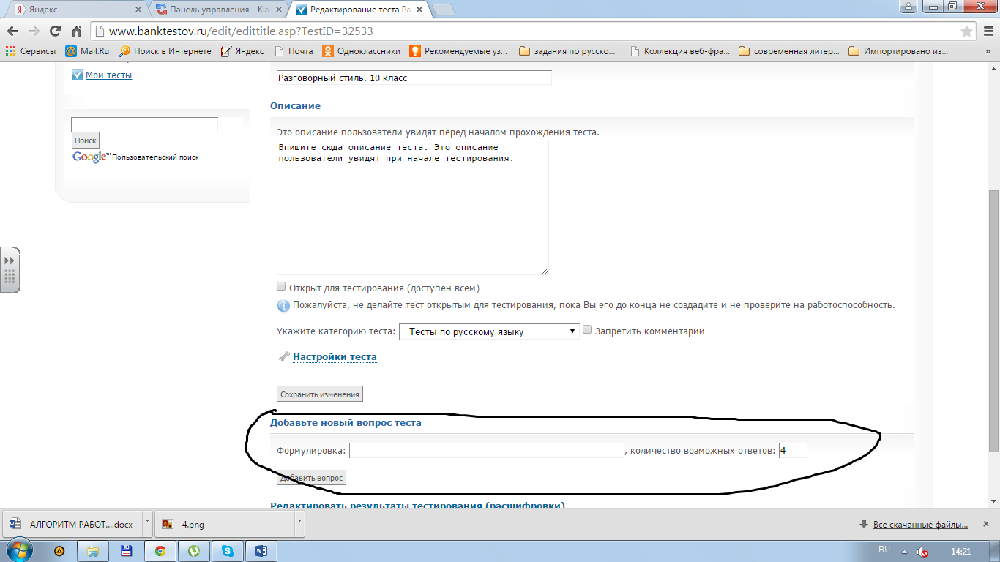 Яндекс
Панель управления - Kla
Редактирование теста Ра
www.banktestov.ru/edit/edittitle.asp?TestID=32533
Сервисы Mail.Ru Поиск в Интернете Яндекс Почта Одноклассники Рекомендуемые уз... задания по русско... Коллекция веб-фра... современная литер... Импортировано из... »
Мои тесты
Поиск
Google™ Пользовательский поиск
Разговорный стиль. 10 класс
Описание
Это описание пользователи увидят перед началом прохождения теста.
Впишите сюда описание теста. Это описание
пользователи увидят при начале тестирования.
Открыт для тестирования (доступен всем)
Пожалуйста, не делайте тест открытым для тестирования, пока Вы его до конца не создадите и не проверите на работоспособность.
Укажите категорию теста: Тесты по русскому языку Запретить комментарии
Настройки теста
Сохранить изменения
Добавьте новый вопрос теста
Формулировка: , количество возможных ответов: 4
Добавить вопрос
Редактировать результаты тестирования (расшифровки)
АЛГОРИТМ РАБОТ....docx 4.png Все скачанные файлы...
RU 14:21